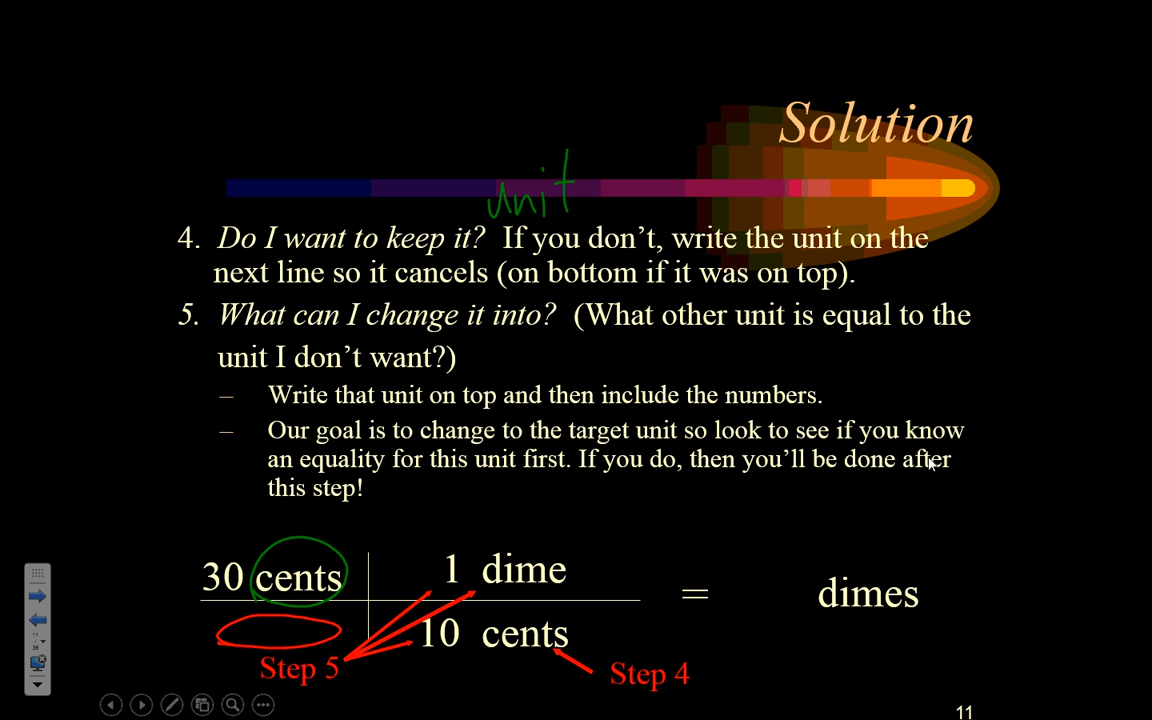 Solution
unit
4. Do I want to keep it? If you don’t, write the unit on the
next line so it cancels (on bottom if it was on top).
5. What can I change it into? (What other unit is equal to the
unit I don’t want?)
– Write that unit on top and then include the numbers.
– Our goal is to change to the target unit so look to see if you know
an equality for this unit first. If you do, then you’ll be done after
this step!
30 cents 1 dime
= dimes
10 cents
Step 5 Step 4
11